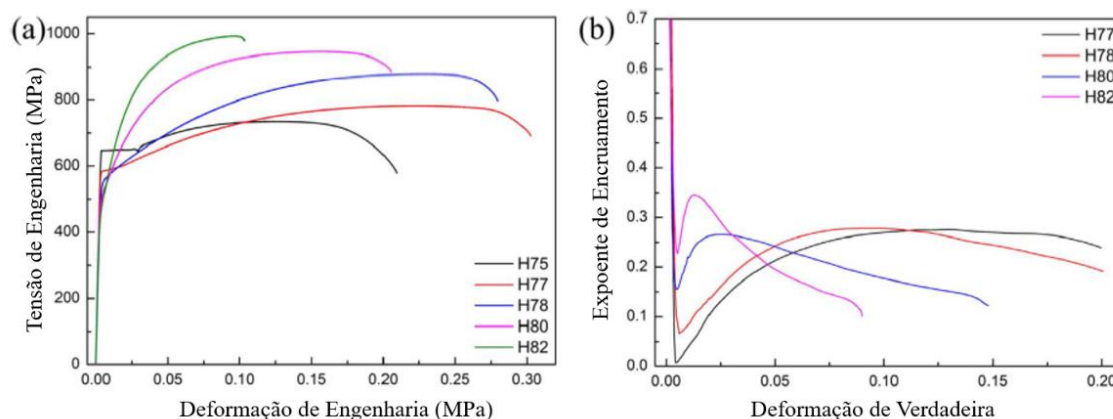 (a)
Tensão de Engenharia (MPa)
1000
800
600
400
200
0
H75
H77
H78
H80
H82
0.00 0.05 0.10 0.15 0.20 0.25 0.30
Deformação de Engenharia (MPa)
(b)
Expoente de Encruamento
0.7
0.6
0.5
0.4
0.3
0.2
0.1
0.0
H77
H78
H80
H82
0.00 0.05 0.10 0.15 0.20
Deformação de Verdadeira